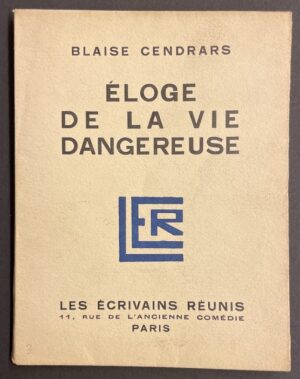 BLAISE CENDRARS
ÉLOGE
DE LA VIE
DANGEREUSE
LER
LES ÉCRIVAINS RÉUNIS
11, RUE DE L'ANCIENNE COMÉDIE
PARIS